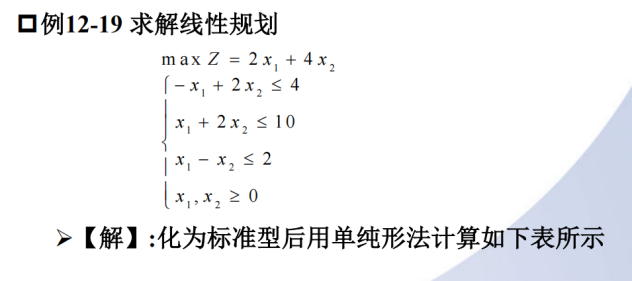 例12-19 求解线性规划
max Z = 2x₁ + 4x₂
-x₁ + 2x₂ ≤ 4
x₁ + 2x₂ ≤ 10
x₁ - x₂ ≤ 2
x₁, x₂ ≥ 0
【解】:化为标准型后用单纯形法计算如下表所示